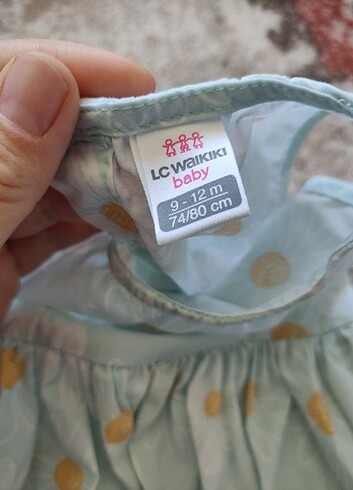 LC WAIKIKI
baby
9 - 12 m
74/80 cm